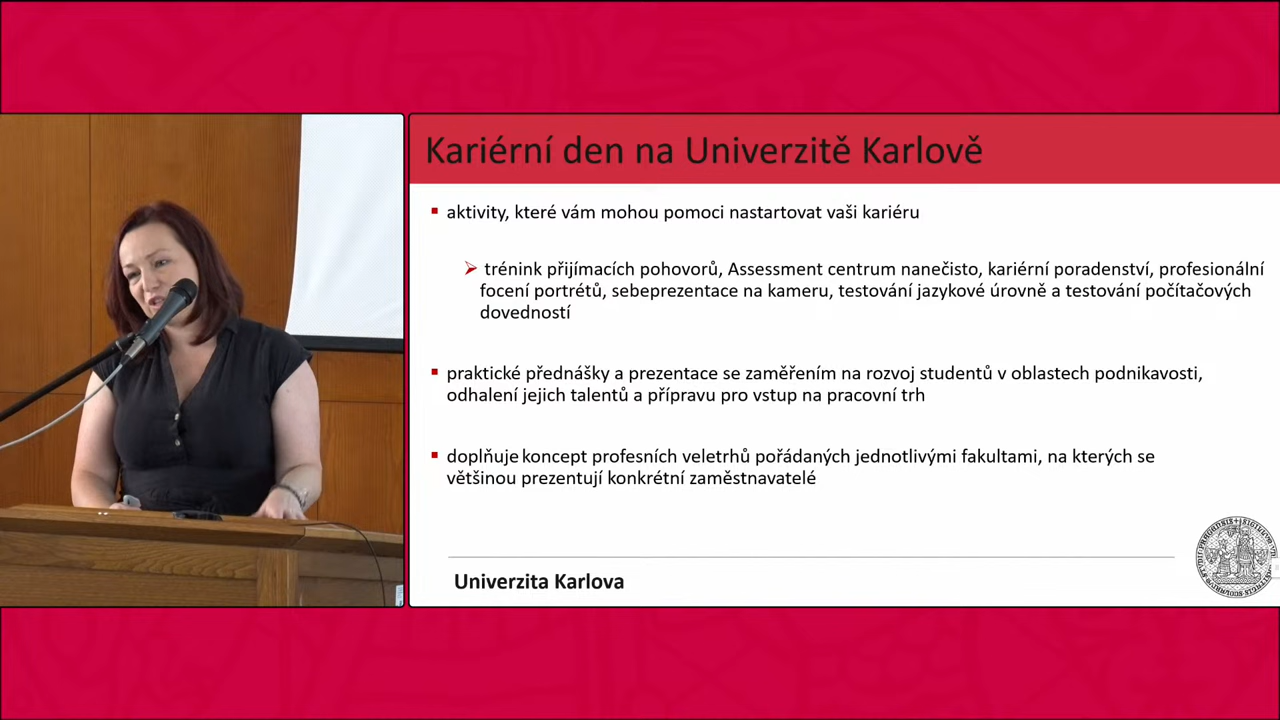 Kariérní den na Univerzitě Karlově
▪ aktivity, které vám mohou pomoci nastartovat vaši kariéru
➢ trénink přijímacích pohovorů, Assessment centrum nanečisto, kariérní poradenství, profesionální
focení portrétů, sebeprezentace na kameru, testování jazykové úrovně a testování počítačových
dovedností
▪ praktické přednášky a prezentace se zaměřením na rozvoj studentů v oblastech podnikavosti,
odhalení jejich talentů a přípravu pro vstup na pracovní trh
▪ doplňuje koncept profesních veletrhů pořádaných jednotlivými fakultami, na kterých se
většinou prezentují konkrétní zaměstnavatelé
Univerzita Karlova